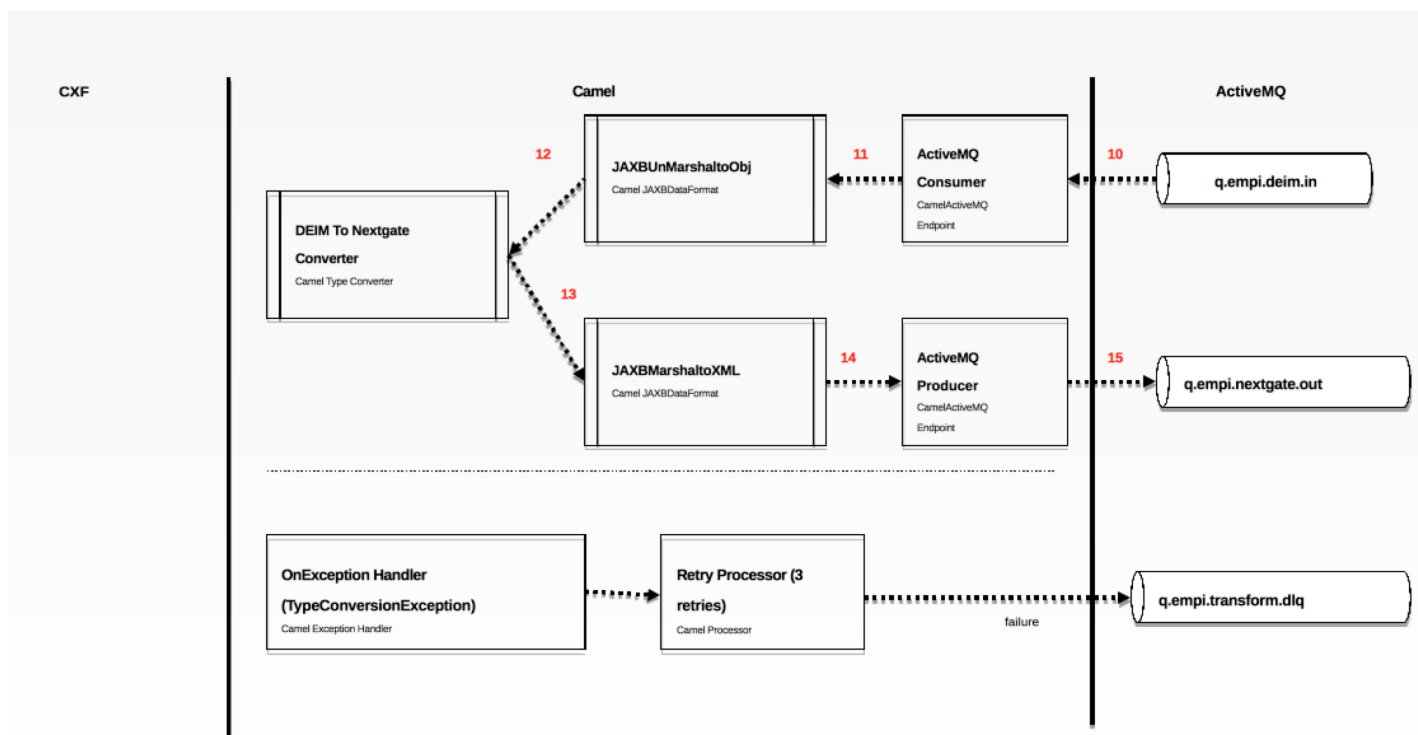 CXF
Camel
ActiveMQ
12
JAXBUnMarshaltoObj
Camel JAXBDataFormat
11
ActiveMQ
Consumer
CamelActiveMQ
Endpoint
10
q.empi.deim.in
DEIM To Nextgate
Converter
Camel Type Converter
13
JAXBMarshaltoXML
Camel JAXBDataFormat
14
ActiveMQ
Producer
CamelActiveMQ
Endpoint
15
q.empi.nextgate.out
OnException Handler
(TypeConversionException)
Camel Exception Handler
Retry Processor (3
retries)
Camel Processor
failure
q.empi.transform.dlq